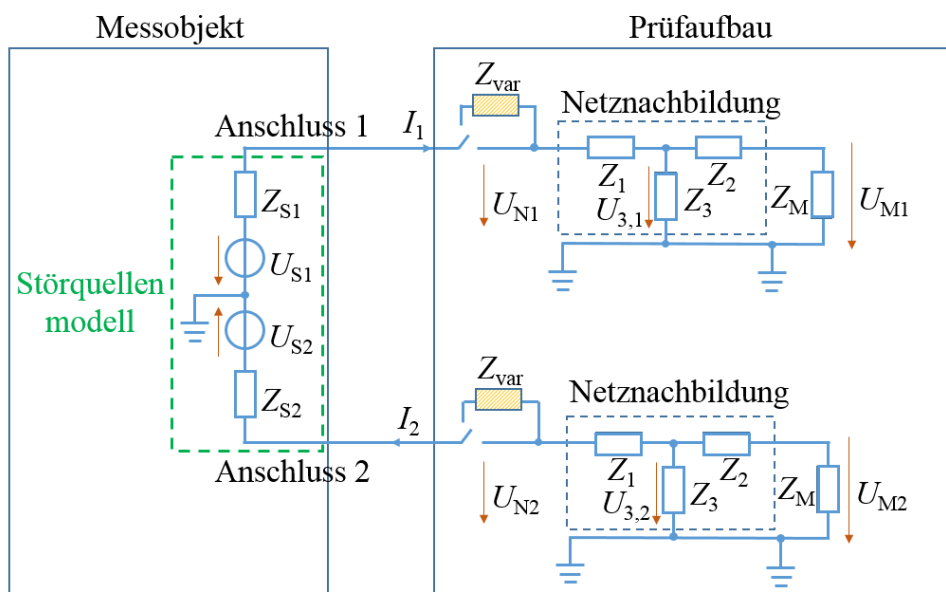 Messobjekt
Prüfaufbau
Anschluss 1
I1
Zvar
Netznachbildung
ZS1
US1
Störquellen
modell
US2
ZS2
UN1
Z1
Z2
U3,1
Z3
ZM
UM1
Anschluss 2
I2
Zvar
Netznachbildung
UN2
Z1
Z2
U3,2
Z3
ZM
UM2